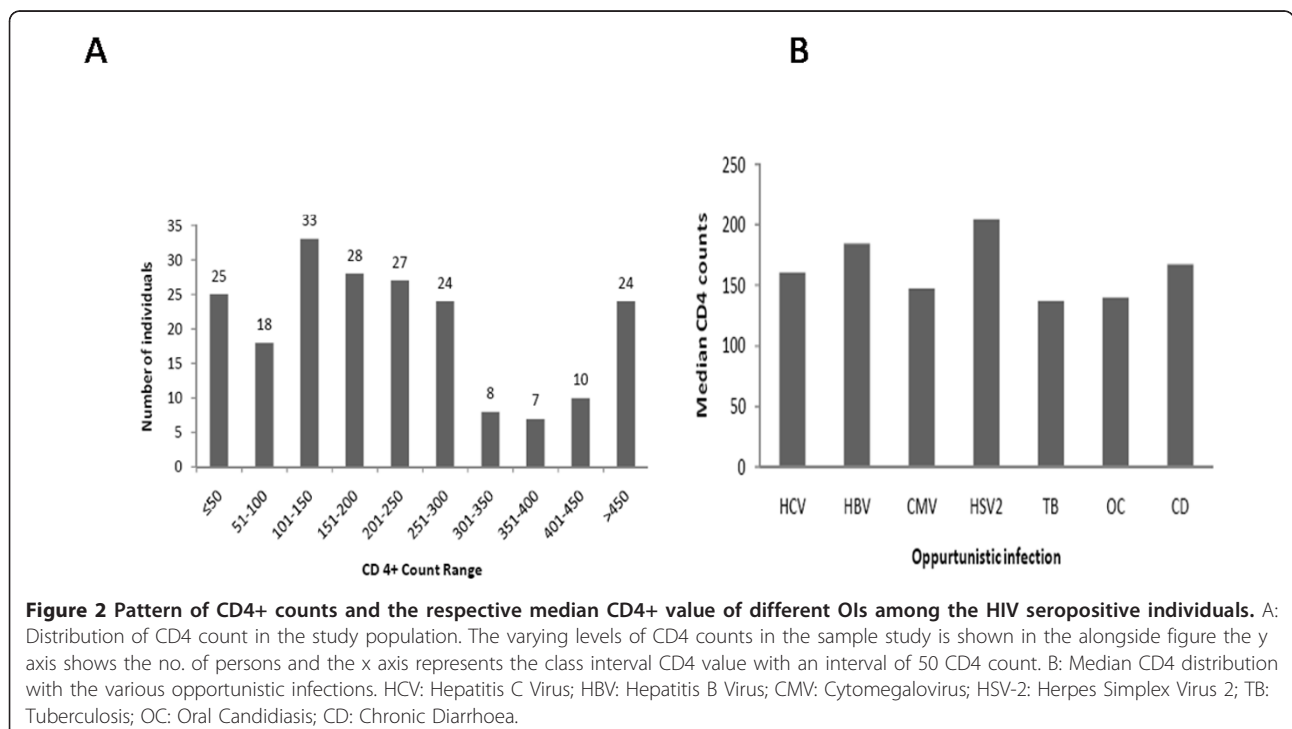 A
B
Number of individuals
35
30
25
20
15
10
5
0
25
18
33
28
27
24
8
7
10
24
≤50
51-100
101-150
151-200
201-250
251-300
301-350
351-400
401-450
>450
CD 4+ Count Range
Median CD4 counts
250
200
150
100
50
0
HCV
HBV
CMV
HSV2
TB
OC
CD
Oppurtunistic infection
Figure 2 Pattern of CD4+ counts and the respective median CD4+ value of different OIs among the HIV seropositive individuals. A:
Distribution of CD4 count in the study population. The varying levels of CD4 counts in the sample study is shown in the alongside figure the y
axis shows the no. of persons and the x axis represents the class interval CD4 value with an interval of 50 CD4 count. B: Median CD4 distribution
with the various opportunistic infections. HCV: Hepatitis C Virus; HBV: Hepatitis B Virus; CMV: Cytomegalovirus; HSV-2: Herpes Simplex Virus 2; TB:
Tuberculosis; OC: Oral Candidiasis; CD: Chronic Diarrhoea.